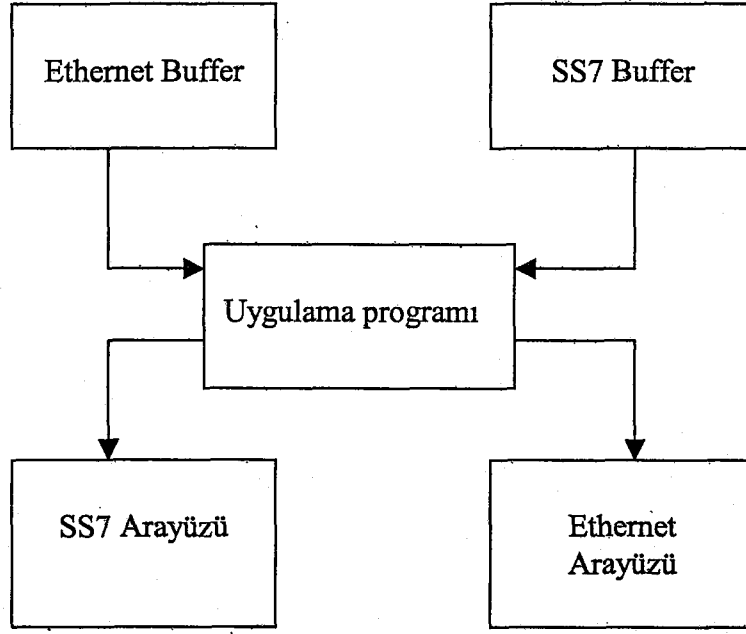 Ethernet Buffer
SS7 Buffer
Uygulama programı
SS7 Arayüzü
Ethernet
Arayüzü